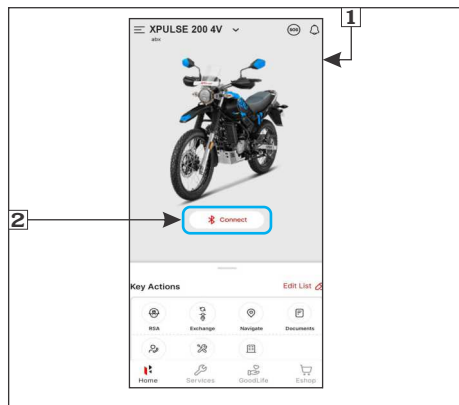 1
XPULSE 200 4V
SOS
abx
2
Connect
Key Actions
Edit List
RSA
Exchange
Navigate
Documents
Home
Services
GoodLife
Eshop